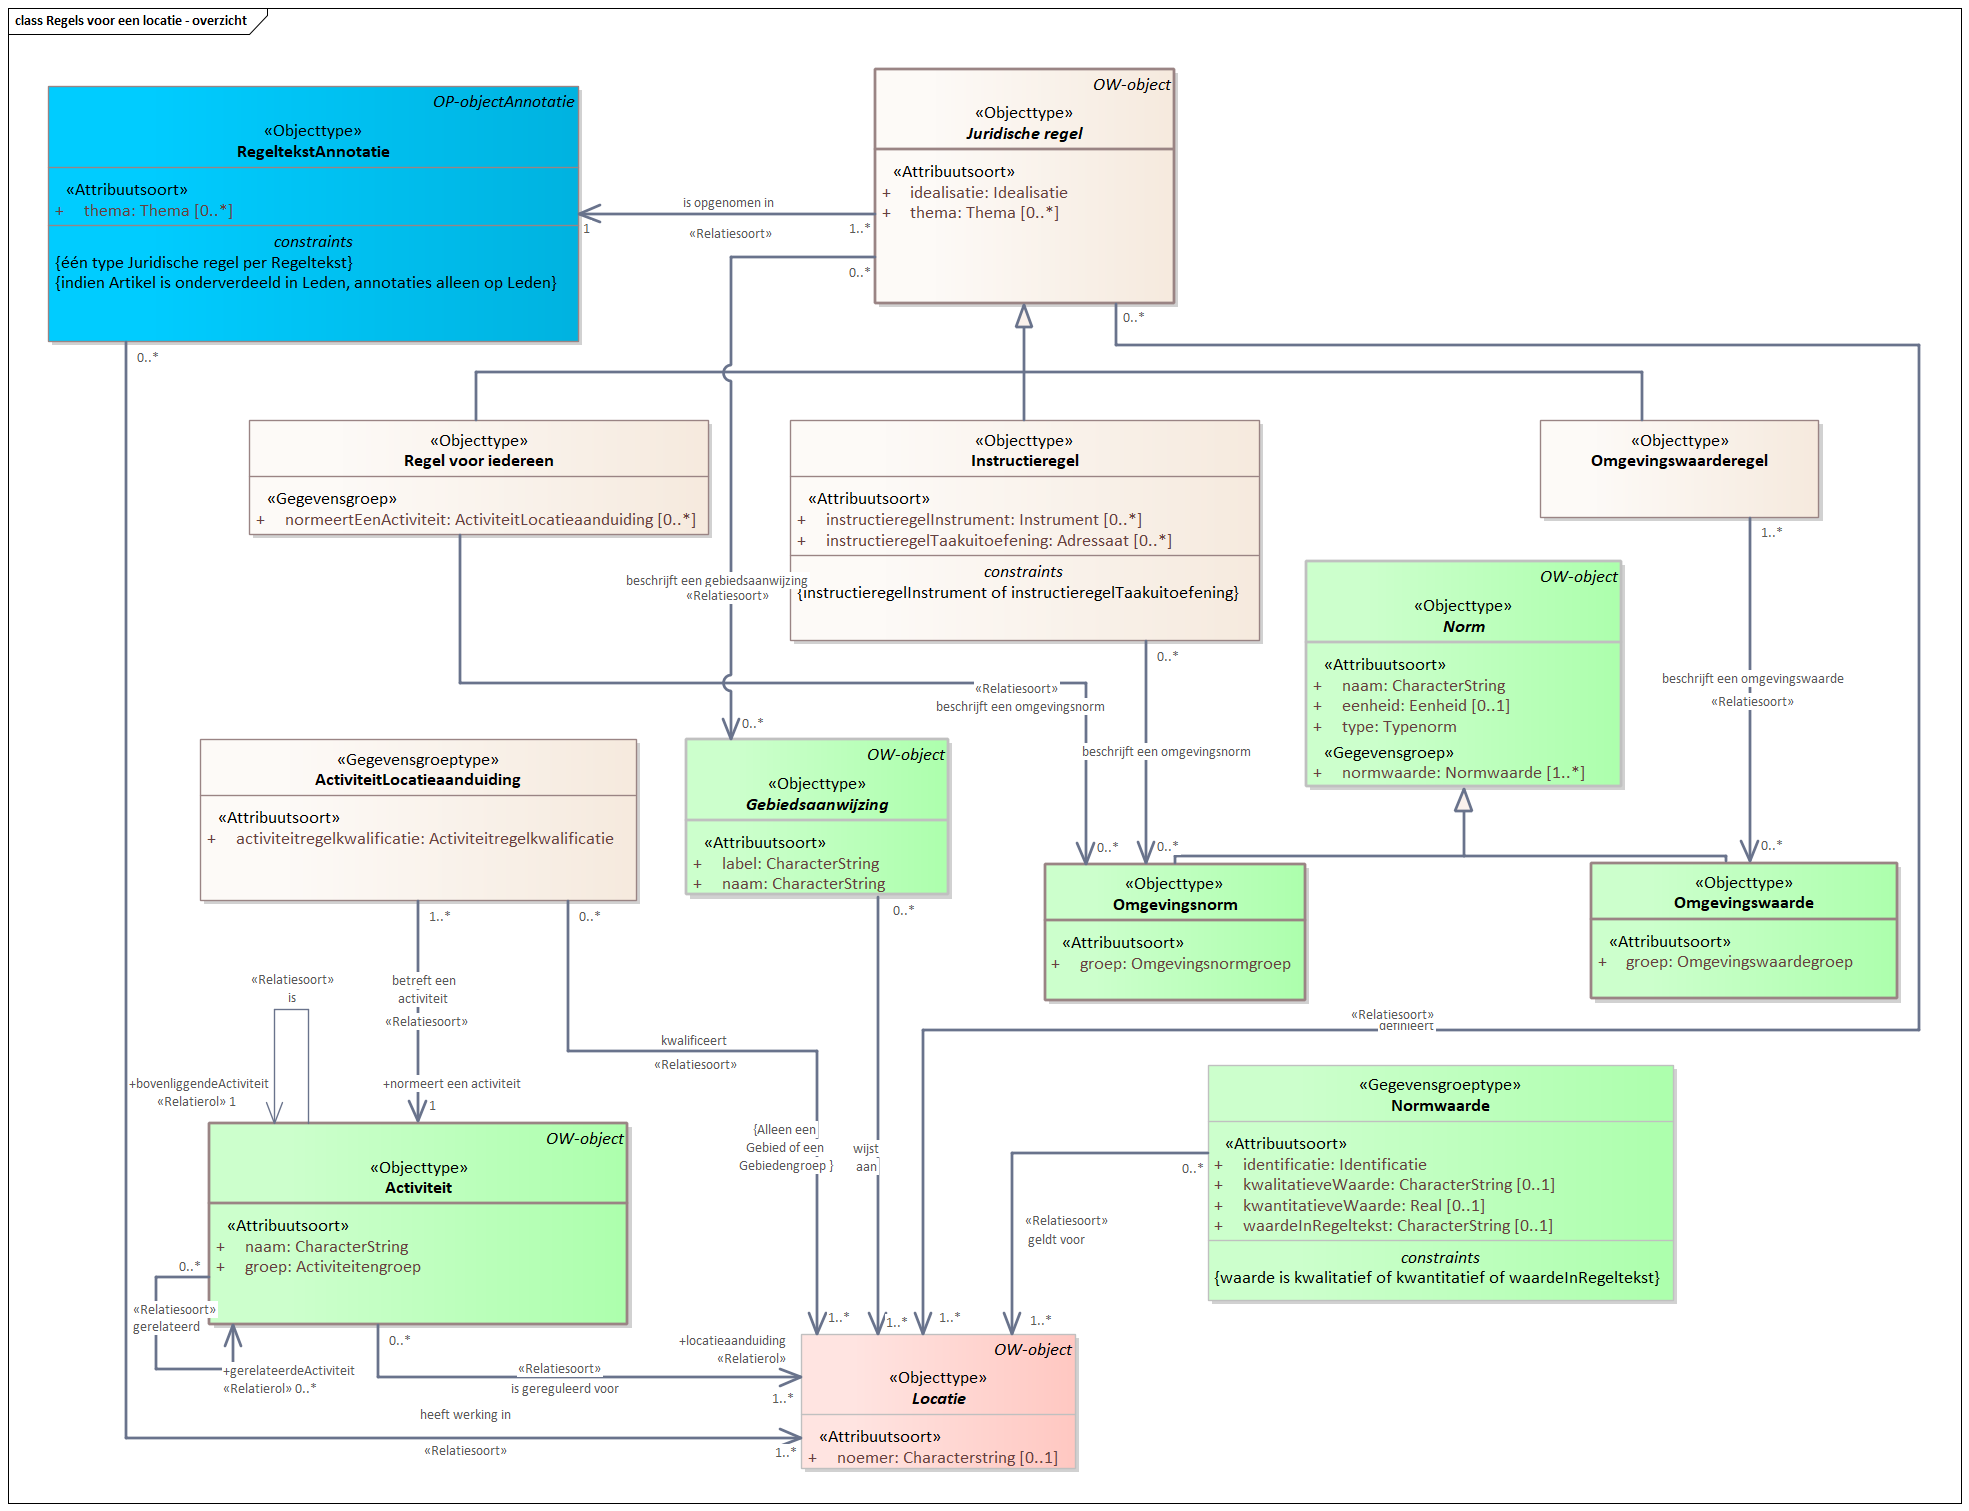 class Regels voor een locatie - overzicht
OP-objectAnnotatie
«Objecttype»
RegeltekstAnnotatie
«Attribuutsoort»
+ thema: Thema [0..*]
constraints
{één type Juridische regel per Regeltekst}
{indien Artikel is onderverdeeld in Leden, annotaties alleen op Leden}
0..*
OW-object
«Objecttype»
Juridische regel
«Attribuutsoort»
+ idealisatie: Idealisatie
+ thema: Thema [0..*]
is opgenomen in
1
1..*
«Relatiesoort»
0..*
0..*
«Objecttype»
Regel voor iedereen
«Gegevensgroep»
+ normeertEenActiviteit: ActiviteitLocatieaanduiding [0..*]
«Objecttype»
Instructieregel
«Attribuutsoort»
+ instructieregelInstrument: Instrument [0..*]
+ instructieregelTaakuitoefening: Adressaat [0..*]
constraints
{instructieregelInstrument of instructieregelTaakuitoefening}
«Objecttype»
Omgevingswaarderegel
1..*
beschrijft een gebiedsaanwijzing
«Relatiesoort»
0..*
OW-object
«Objecttype»
Norm
«Attribuutsoort»
+ naam: CharacterString
+ eenheid: Eenheid [0..1]
+ type: Typenorm
«Gegevensgroep»
+ normwaarde: Normwaarde [1..*]
beschrijft een omgevingswaarde
«Relatiesoort»
«Relatiesoort»
beschrijft een omgevingsnorm
0..*
beschrijft een omgevingsnorm
«Gegevensgroeptype»
ActiviteitLocatieaanduiding
«Attribuutsoort»
+ activiteitregelkwalificatie: Activiteitregelkwalificatie
OW-object
«Objecttype»
Gebiedsaanwijzing
«Attribuutsoort»
+ label: CharacterString
+ naam: CharacterString
0..*
0..*
0..*
«Objecttype»
Omgevingsnorm
«Attribuutsoort»
+ groep: Omgevingsnormgroep
«Objecttype»
Omgevingswaarde
«Attribuutsoort»
+ groep: Omgevingswaardegroep
1..*
0..*
0..*
«Relatiesoort»
is
betreft een
activiteit
«Relatiesoort»
«Relatiesoort»
definieert
kwalificeert
«Relatiesoort»
+bovenliggendeActiviteit
«Relatierol» 1
+normeert een activiteit
1
{Alleen een
Gebied of een
Gebiedengroep }
wijst
aan
«Gegevensgroeptype»
Normwaarde
«Attribuutsoort»
+ identificatie: Identificatie
+ kwalitatieveWaarde: CharacterString [0..1]
+ kwantitatieveWaarde: Real [0..1]
+ waardeInRegeltekst: CharacterString [0..1]
constraints
{waarde is kwalitatief of kwantitatief of waardeInRegeltekst}
0..*
«Relatiesoort»
geldt voor
OW-object
«Objecttype»
Activiteit
«Attribuutsoort»
+ naam: CharacterString
+ groep: Activiteitengroep
0..*
«Relatiesoort»
gerelateerd
+gerelateerdeActiviteit
«Relatierol» 0..*
0..*
«Relatiesoort»
is gereguleerd voor
+locatieaanduiding
«Relatierol»
1..*
1..*
1..*
1..*
1..*
heeft werking in
«Relatiesoort»
1..*
OW-object
«Objecttype»
Locatie
«Attribuutsoort»
+ noemer: Characterstring [0..1]